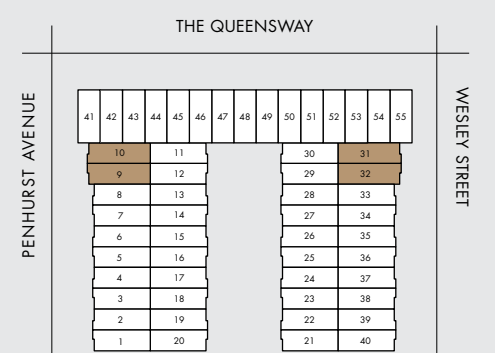 THE QUEENSWAY
PENHURST AVENUE
WESLEY STREET
41 42 43 44 45 46 47 48 49 50 51 52 53 54 55
10 11 30 31
9 12 29 32
8 13 28 33
7 14 27 34
6 15 26 35
5 16 25 36
4 17 24 37
3 18 23 38
2 19 22 39
1 20 21 40